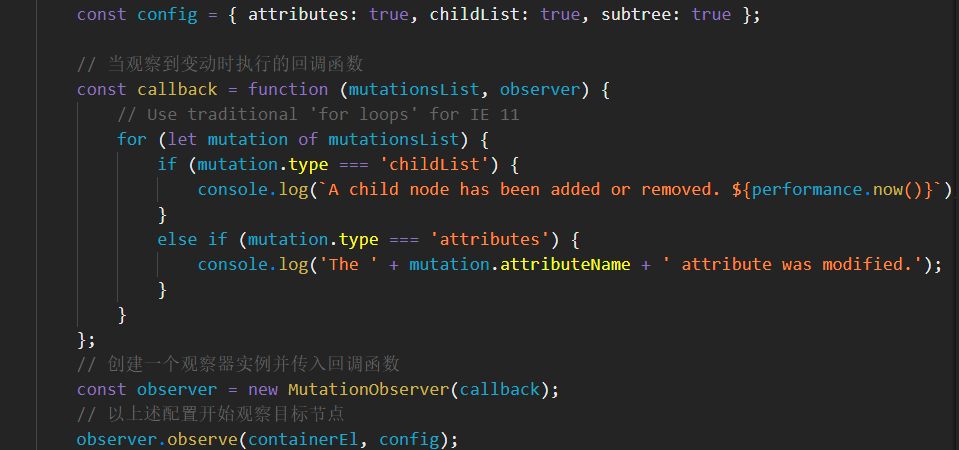 const config = { attributes: true, childList: true, subtree: true };
// 当观察到变动时执行的回调函数
const callback = function (mutationsList, observer) {
// Use traditional 'for loops' for IE 11
for (let mutation of mutationsList) {
if (mutation.type === 'childList') {
console.log(`A child node has been added or removed. ${performance.now()}`)
}
else if (mutation.type === 'attributes') {
console.log('The ' + mutation.attributeName + ' attribute was modified.');
}
}
};
// 创建一个观察器实例并传入回调函数
const observer = new MutationObserver(callback);
// 以上述配置开始观察目标节点
observer.observe(containerEl, config);